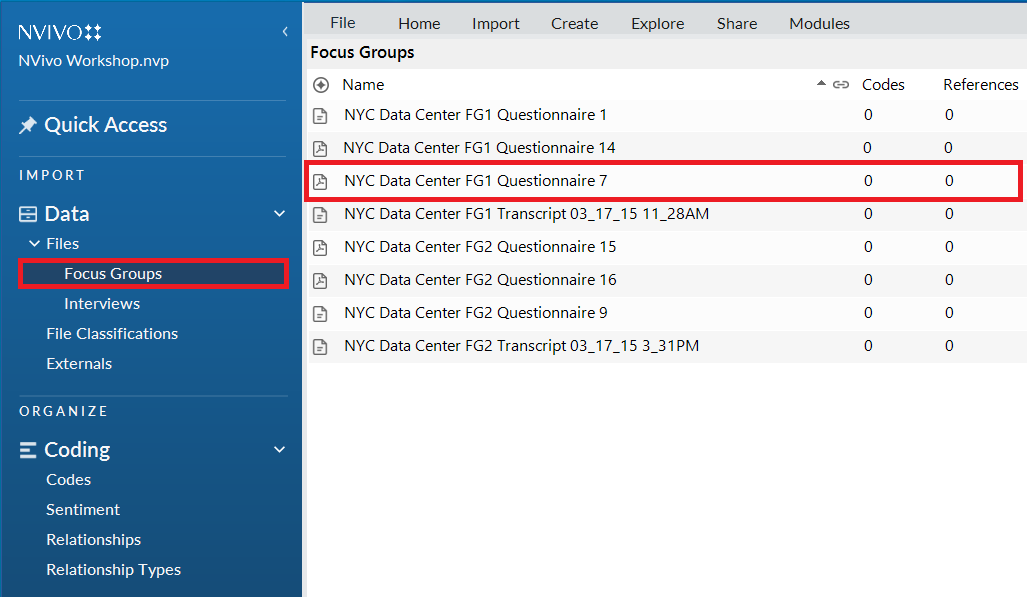 NVIVO
NVivo Workshop.nvp
Quick Access
IMPORT
Data
Files
Focus Groups
Interviews
File Classifications
Externals
ORGANIZE
Coding
Codes
Sentiment
Relationships
Relationship Types
File Home Import Create Explore Share Modules
Focus Groups
Name Codes References
NYC Data Center FG1 Questionnaire 1 0 0
NYC Data Center FG1 Questionnaire 14 0 0
NYC Data Center FG1 Questionnaire 7 0 0
NYC Data Center FG1 Transcript 03_17_15 11_28AM 0 0
NYC Data Center FG2 Questionnaire 15 0 0
NYC Data Center FG2 Questionnaire 16 0 0
NYC Data Center FG2 Questionnaire 9 0 0
NYC Data Center FG2 Transcript 03_17_15 3_31PM 0 0